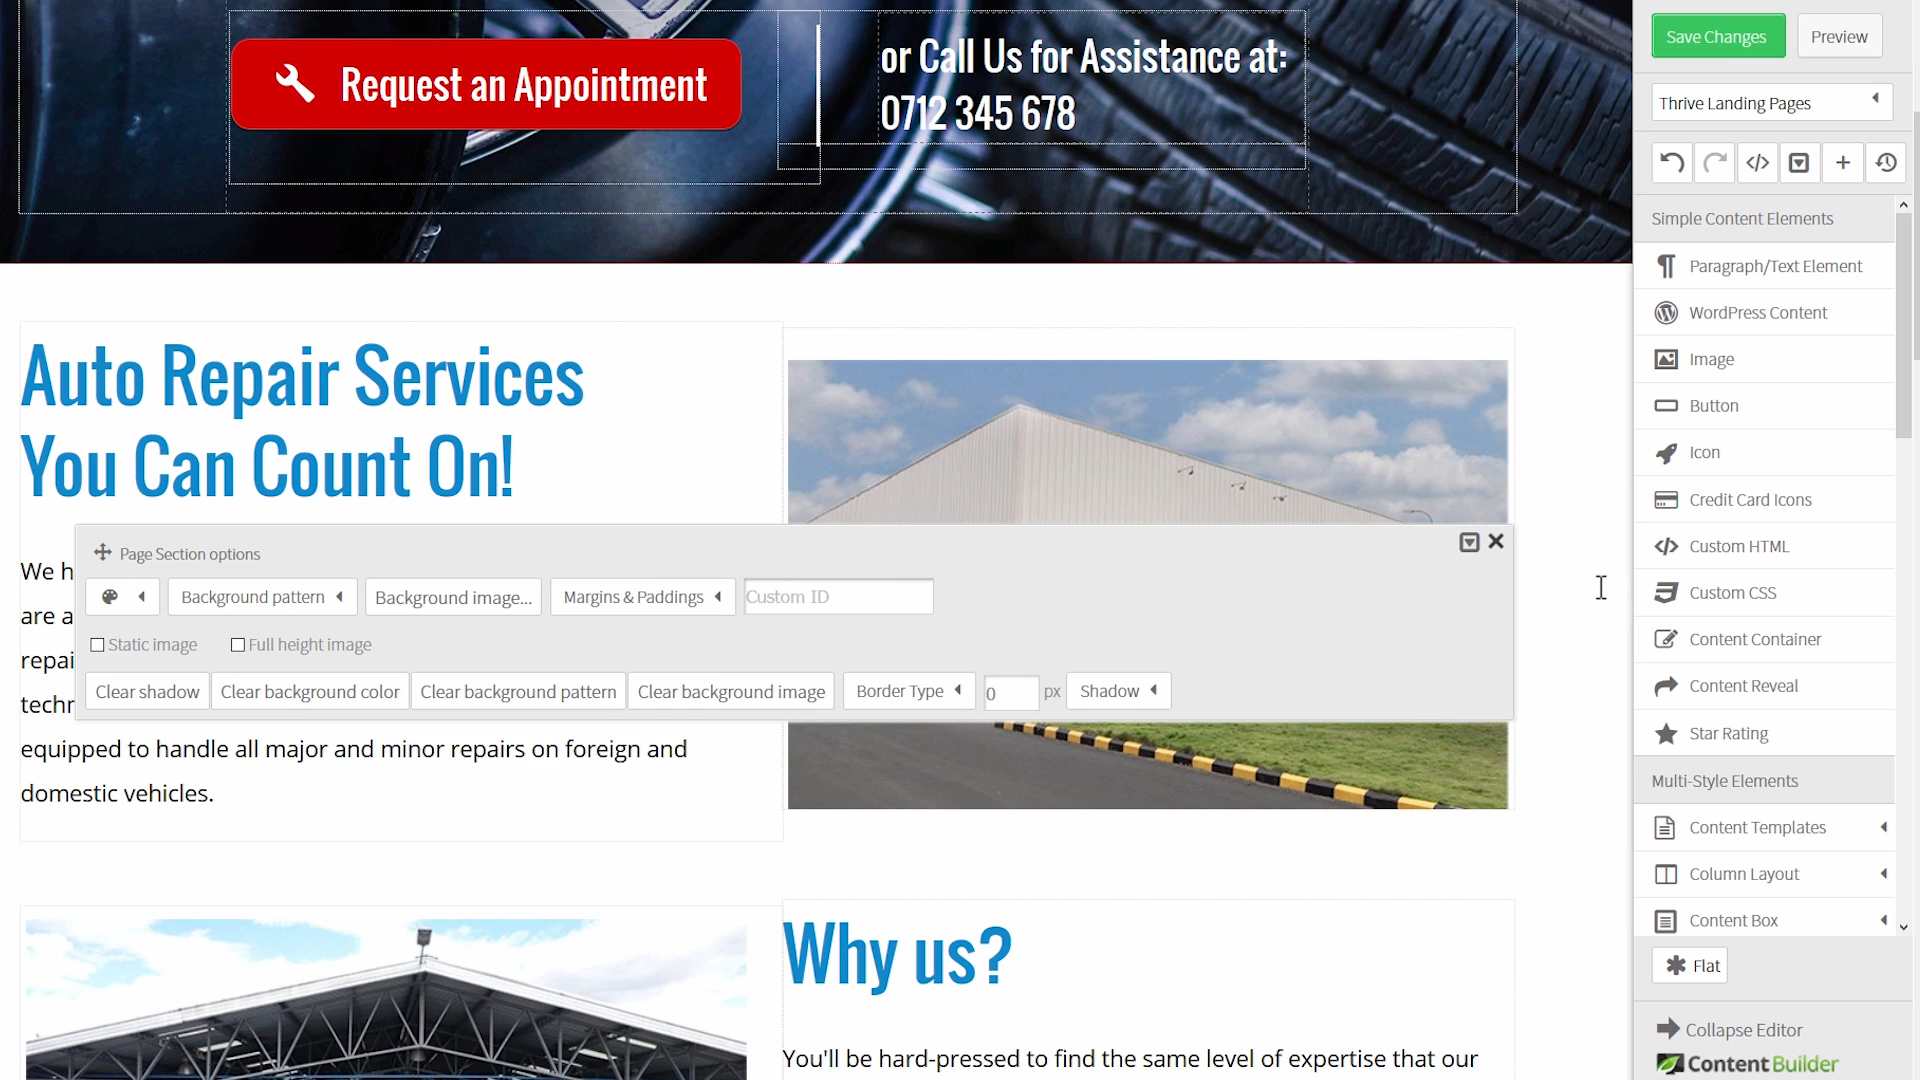 Request an Appointment
or Call Us for Assistance at:
0712 345 678
Auto Repair Services
You Can Count On!
We h
are a
repai
techn
equipped to handle all major and minor repairs on foreign and
domestic vehicles.
Page Section options
Background pattern
Background image...
Margins & Paddings
Custom ID
Static image
Full height image
Clear shadow
Clear background color
Clear background pattern
Clear background image
Border Type
0
px
Shadow
Why us?
You'll be hard-pressed to find the same level of expertise that our
Save Changes
Preview
Thrive Landing Pages
Simple Content Elements
Paragraph/Text Element
WordPress Content
Image
Button
Icon
Credit Card Icons
Custom HTML
Custom CSS
Content Container
Content Reveal
Star Rating
Multi-Style Elements
Content Templates
Column Layout
Content Box
Flat
Collapse Editor
ContentBuilder